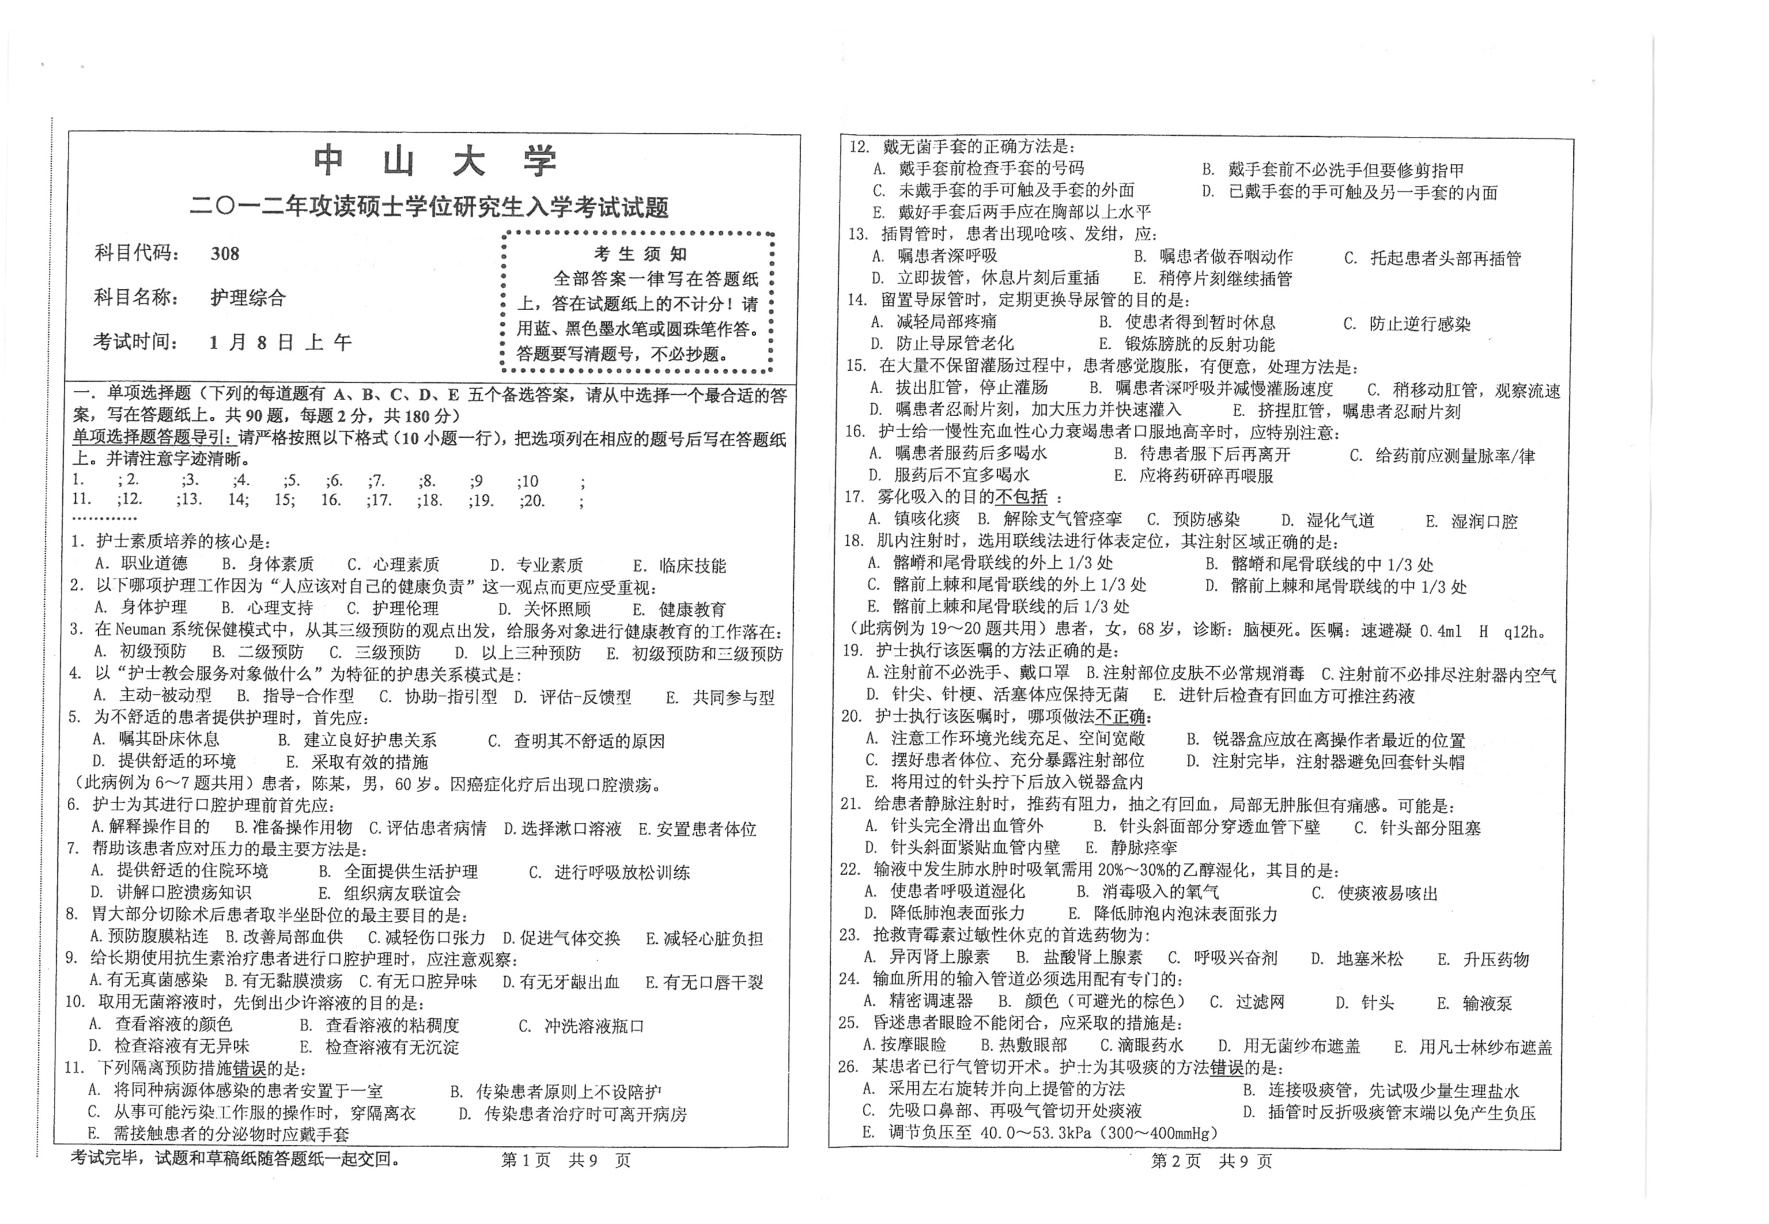 中 山 大 学
二〇一二年攻读硕士学位研究生入学考试试题
科目代码： 308
科目名称： 护理综合
考试时间： 1 月 8 日 上 午
考 生 须 知
全部答案一律写在答题纸
上，答在试题纸上的不计分！请
用蓝、黑色墨水笔或圆珠笔作答。
答题要写清题号，不必抄题。
一．单项选择题（下列的每道题有 A、B、C、D、E 五个备选答案，请从中选择一个最合适的答
案，写在答题纸上。共 90 题，每题 2 分，共 180 分）
单项选择题答题导引：请严格按照以下格式（10 小题一行），把选项列在相应的题号后写在答题纸
上。并请注意字迹清晰。
1. ; 2. ;3. ;4. ;5. ;6. ;7. ;8. ;9 ;10 ;
11. ;12. ;13. 14; 15; 16. ;17. ;18. ;19. ;20. ;
…………
1. 护士素质培养的核心是：
A. 职业道德 B. 身体素质 C. 心理素质 D. 专业素质 E. 临床技能
2. 以下哪项护理工作因为“人应该对自己的健康负责”这一观点而更应受重视：
A. 身体护理 B. 心理支持 C. 护理伦理 D. 关怀照顾 E. 健康教育
3. 在 Neuman 系统保健模式中，从其三级预防的观点出发，给服务对象进行健康教育的工作落在：
A. 初级预防 B. 二级预防 C. 三级预防 D. 以上三种预防 E. 初级预防和三级预防
4. 以“护士教会服务对象做什么”为特征的护患关系模式是：
A. 主动-被动型 B. 指导-合作型 C. 协助-指引型 D. 评估-反馈型 E. 共同参与型
5. 为不舒适的患者提供护理时，首先应：
A. 嘱其卧床休息 B. 建立良好护患关系 C. 查明其不舒适的原因
D. 提供舒适的环境 E. 采取有效的措施
（此病例为 6～7 题共用）患者，陈某，男，60 岁。因癌症化疗后出现口腔溃疡。
6. 护士为其进行口腔护理前首先应：
A.解释操作目的 B.准备操作用物 C.评估患者病情 D.选择漱口溶液 E.安置患者体位
7. 帮助该患者应对压力的最主要方法是：
A. 提供舒适的住院环境 B. 全面提供生活护理 C. 进行呼吸放松训练
D. 讲解口腔溃疡知识 E. 组织病友联谊会
8. 胃大部分切除术后患者取半坐卧位的最主要目的是：
A.预防腹膜粘连 B.改善局部血供 C.减轻伤口张力 D.促进气体交换 E.减轻心脏负担
9. 给长期使用抗生素治疗患者进行口腔护理时，应注意观察：
A.有无真菌感染 B.有无黏膜溃疡 C.有无口腔异味 D.有无牙龈出血 E.有无口唇干裂
10. 取用无菌溶液时，先倒出少许溶液的目的是：
A. 查看溶液的颜色 B. 查看溶液的粘稠度 C. 冲洗溶液瓶口
D. 检查溶液有无异味 E. 检查溶液有无沉淀
11. 下列隔离预防措施错误的是：
A. 将同种病源体感染的患者安置于一室 B. 传染患者原则上不设陪护
C. 从事可能污染工作服的操作时，穿隔离衣 D. 传染患者治疗时可离开病房
E. 需接触患者的分泌物时应戴手套
考试完毕，试题和草稿纸随答题纸一起交回。 第 1 页 共 9 页
12. 戴无菌手套的正确方法是：
A. 戴手套前检查手套的号码 B. 戴手套前不必洗手但要修剪指甲
C. 未戴手套的手可触及手套的外面 D. 已戴手套的手可触及另一手套的内面
E. 戴好手套后两手应在胸部以上水平
13. 插胃管时，患者出现呛咳、发绀，应：
A. 嘱患者深呼吸 B. 嘱患者做吞咽动作 C. 托起患者头部再插管
D. 立即拔管，休息片刻后重插 E. 稍停片刻继续插管
14. 留置导尿管时，定期更换导尿管的目的是：
A. 减轻局部疼痛 B. 使患者得到暂时休息 C. 防止逆行感染
D. 防止导尿管老化 E. 锻炼膀胱的反射功能
15. 在大量不保留灌肠过程中，患者感觉腹胀，有便意，处理方法是：
A. 拔出肛管，停止灌肠 B. 嘱患者深呼吸并减慢灌肠速度 C. 稍移动肛管，观察流速
D. 嘱患者忍耐片刻，加大压力并快速灌入 E. 挤捏肛管，嘱患者忍耐片刻
16. 护士给一慢性充血性心力衰竭患者口服地高辛时，应特别注意：
A. 嘱患者服药后多喝水 B. 待患者服下后再离开 C. 给药前应测量脉率/律
D. 服药后不宜多喝水 E. 应将药研碎再喂服
17. 雾化吸入的目的不包括 ：
A. 镇咳化痰 B. 解除支气管痉挛 C. 预防感染 D. 湿化气道 E. 湿润口腔
18. 肌内注射时，选用联线法进行体表定位，其注射区域正确的是：
A. 髂嵴和尾骨联线的外上 1/3 处 B. 髂嵴和尾骨联线的中 1/3 处
C. 髂前上棘和尾骨联线的外上 1/3 处 D. 髂前上棘和尾骨联线的中 1/3 处
E. 髂前上棘和尾骨联线的后 1/3 处
（此病例为 19～20 题共用）患者，女，68 岁，诊断：脑梗死。医嘱：速避凝 0.4ml H q12h。
19. 护士执行该医嘱的方法正确的是：
A.注射前不必洗手、戴口罩 B.注射部位皮肤不必常规消毒 C.注射前不必排尽注射器内空气
D. 针尖、针梗、活塞体应保持无菌 E. 进针后检查有回血方可推注药液
20. 护士执行该医嘱时，哪项做法不正确：
A. 注意工作环境光线充足、空间宽敞 B. 锐器盒应放在离操作者最近的位置
C. 摆好患者体位、充分暴露注射部位 D. 注射完毕，注射器避免回套针头帽
E. 将用过的针头拧下后放入锐器盒内
21. 给患者静脉注射时，推药有阻力，抽之有回血，局部无肿胀但有痛感。可能是：
A. 针头完全滑出血管外 B. 针头斜面部分穿透血管下壁 C. 针头部分阻塞
D. 针头斜面紧贴血管内壁 E. 静脉痉挛
22. 输液中发生肺水肿时吸氧需用 20%～30%的乙醇湿化，其目的是：
A. 使患者呼吸道湿化 B. 消毒吸入的氧气 C. 使痰液易咳出
D. 降低肺泡表面张力 E. 降低肺泡内泡沫表面张力
23. 抢救青霉素过敏性休克的首选药物为：
A. 异丙肾上腺素 B. 盐酸肾上腺素 C. 呼吸兴奋剂 D. 地塞米松 E. 升压药物
24. 输血所用的输入管道必须选用配有专门的：
A. 精密调速器 B. 颜色（可避光的棕色） C. 过滤网 D. 针头 E. 输液泵
25. 昏迷患者眼睑不能闭合，应采取的措施是：
A.按摩眼睑 B.热敷眼部 C.滴眼药水 D. 用无菌纱布遮盖 E. 用凡士林纱布遮盖
26. 某患者已行气管切开术。护士为其吸痰的方法错误的是：
A. 采用左右旋转并向上提管的方法 B. 连接吸痰管，先试吸少量生理盐水
C. 先吸口鼻部、再吸气管切开处痰液 D. 插管时反折吸痰管末端以免产生负压
E. 调节负压至 40.0～53.3kPa（300～400mmHg）
第 2 页 共 9 页